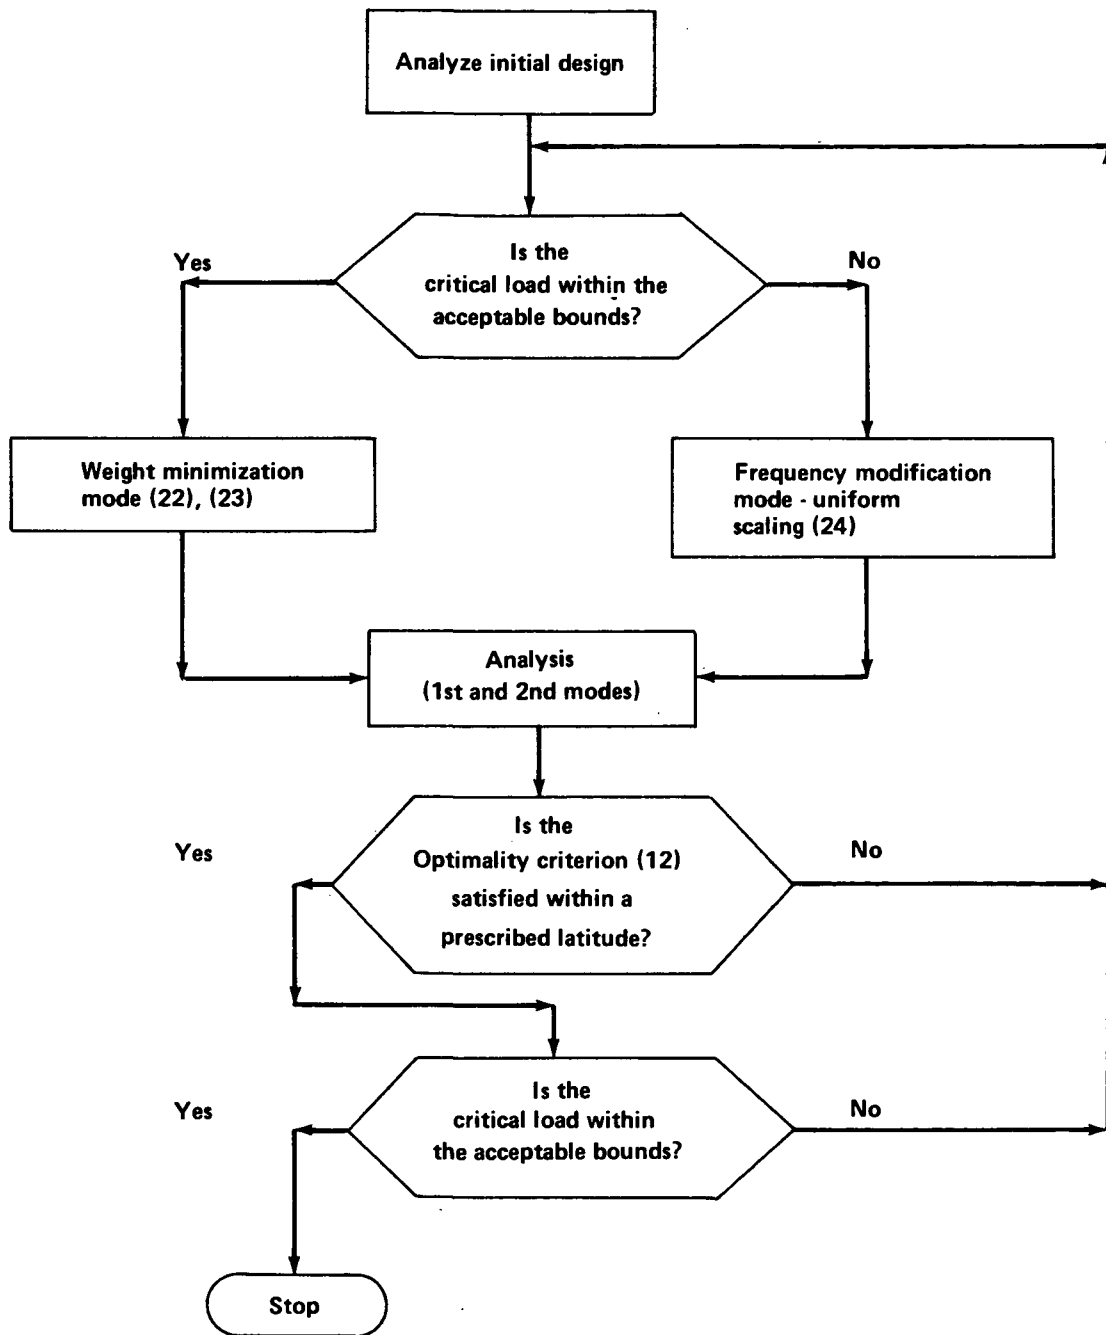 Analyze initial design
Is the
critical load within the
acceptable bounds?
Yes
No
Weight minimization
mode (22), (23)
Frequency modification
mode - uniform
scaling (24)
Analysis
(1st and 2nd modes)
Is the
Optimality criterion (12)
satisfied within a
prescribed latitude?
Yes
No
Is the
critical load within
the acceptable bounds?
Yes
No
Stop